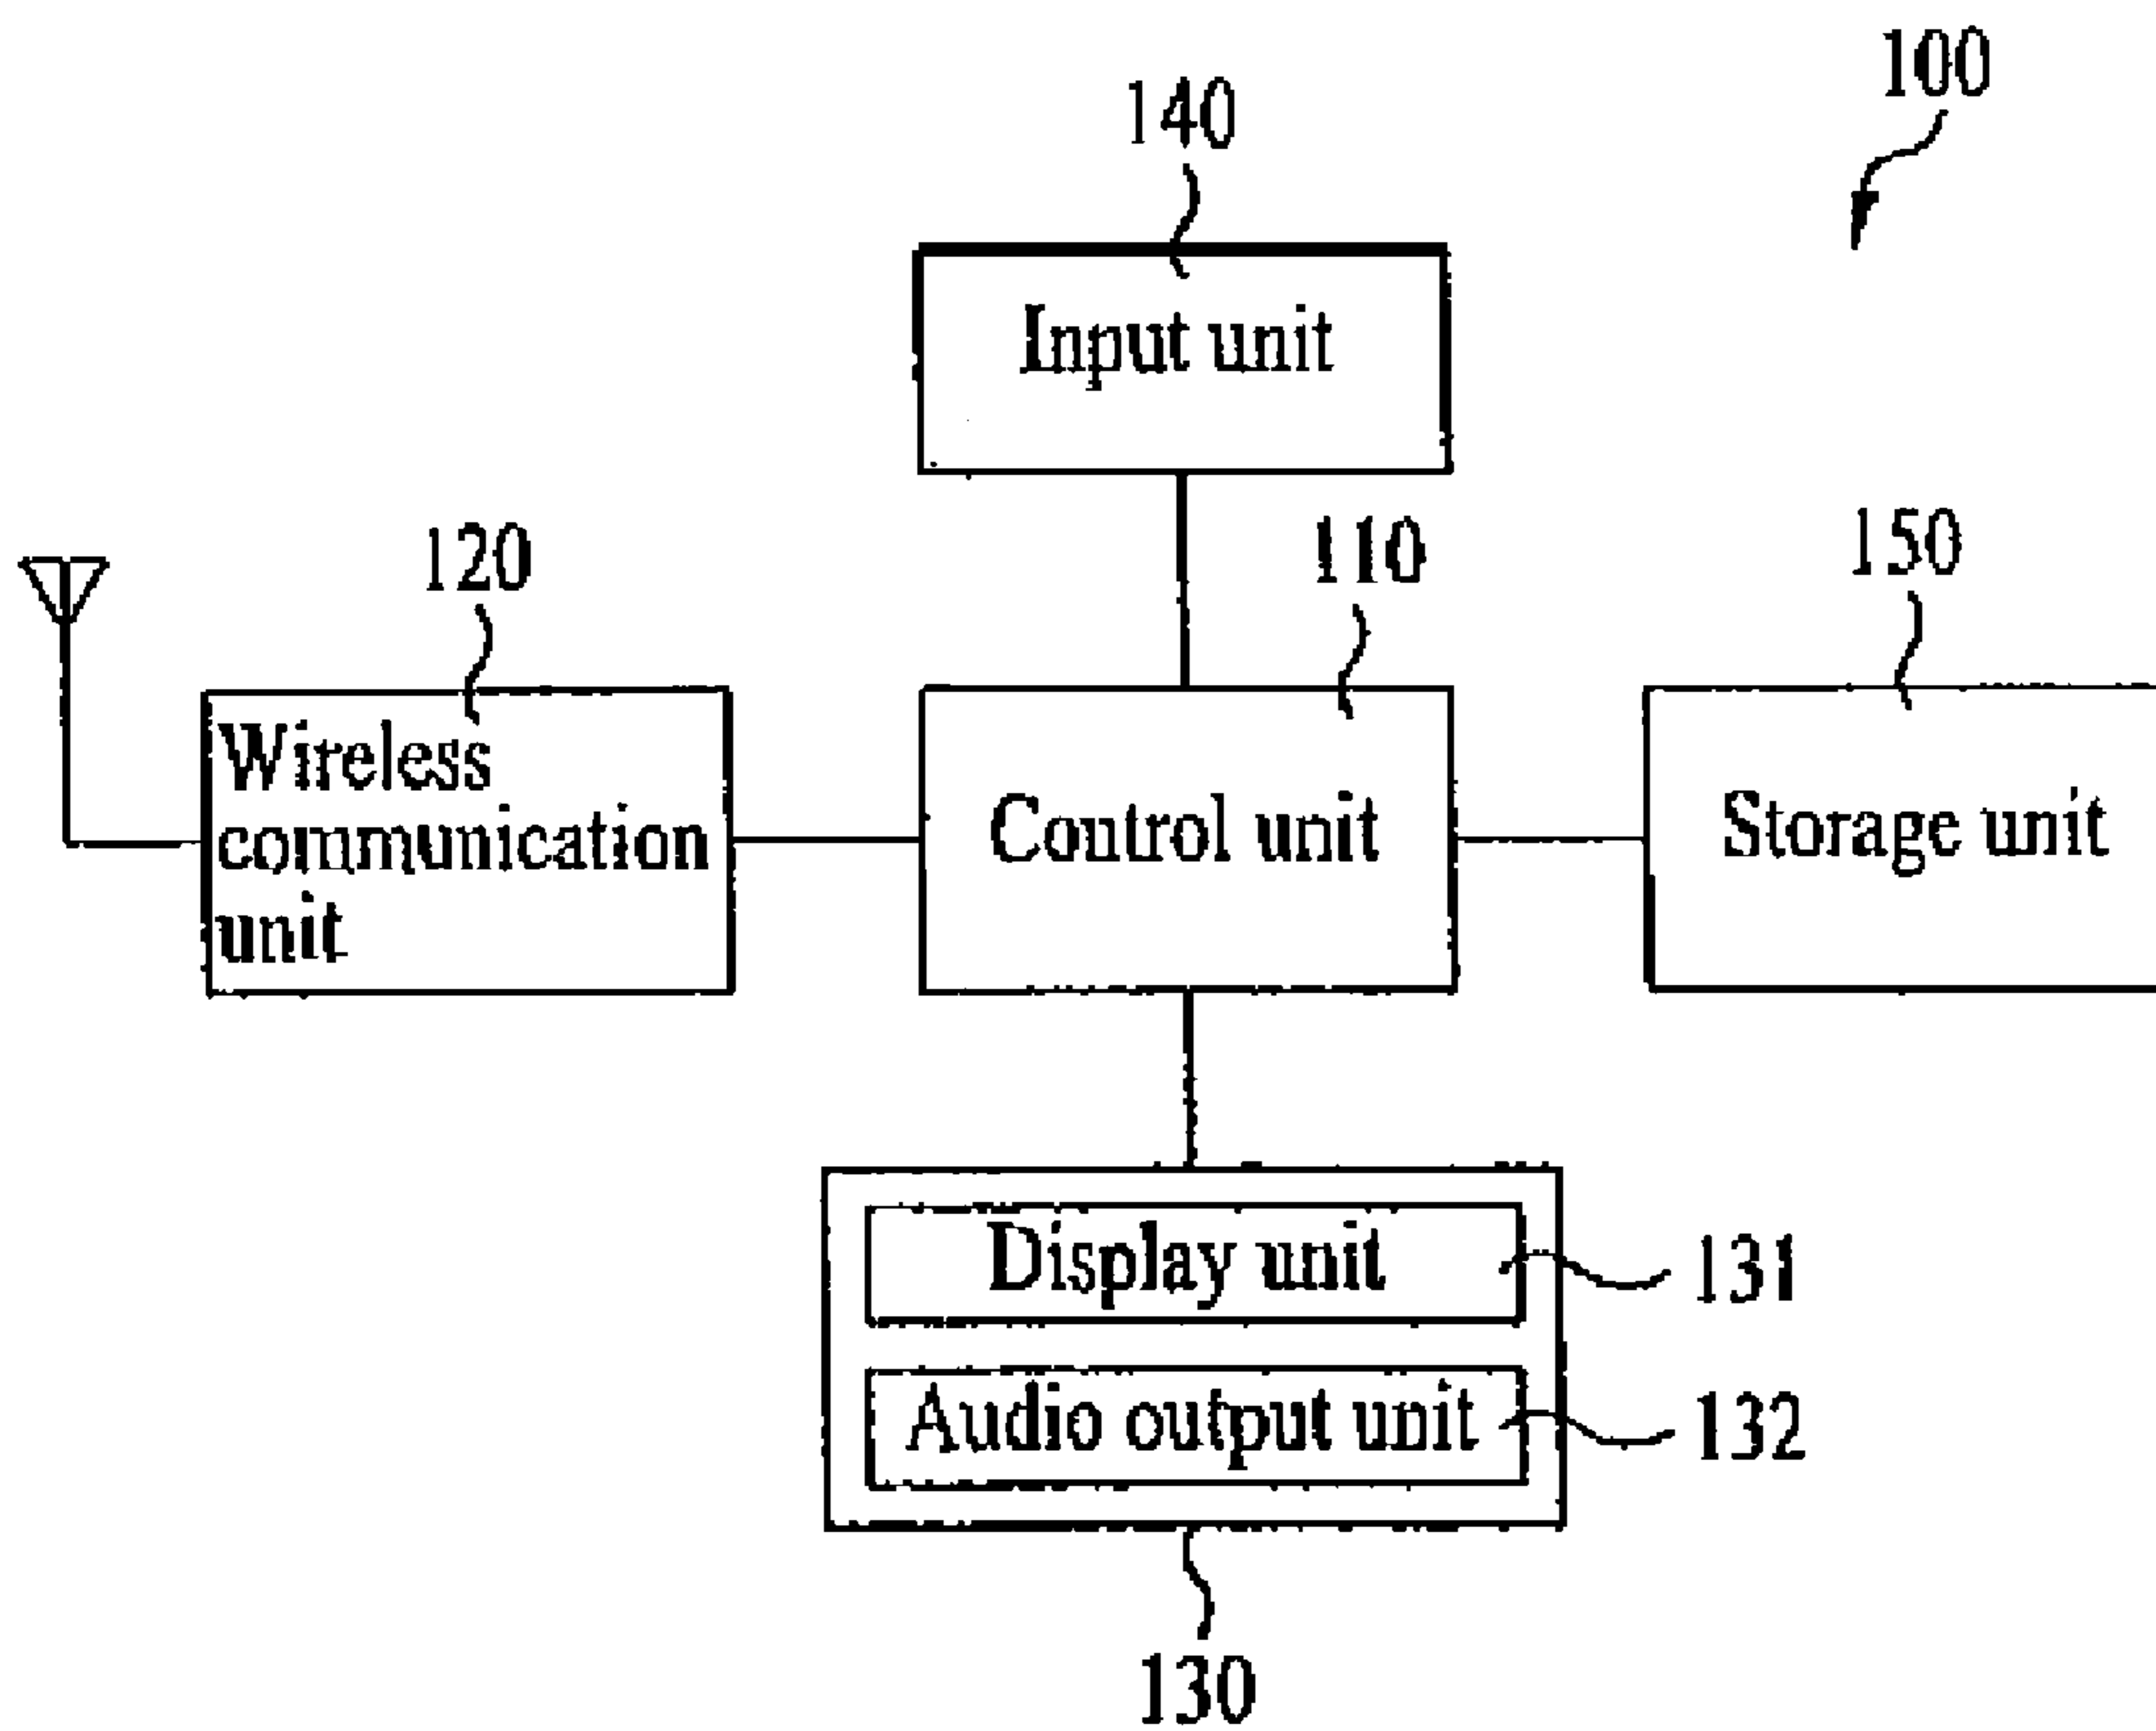 100
140
Input unit
120
110
150
Wireless
communication
unit
Control unit
Storage unit
Display unit
131
Audio output unit
132
130